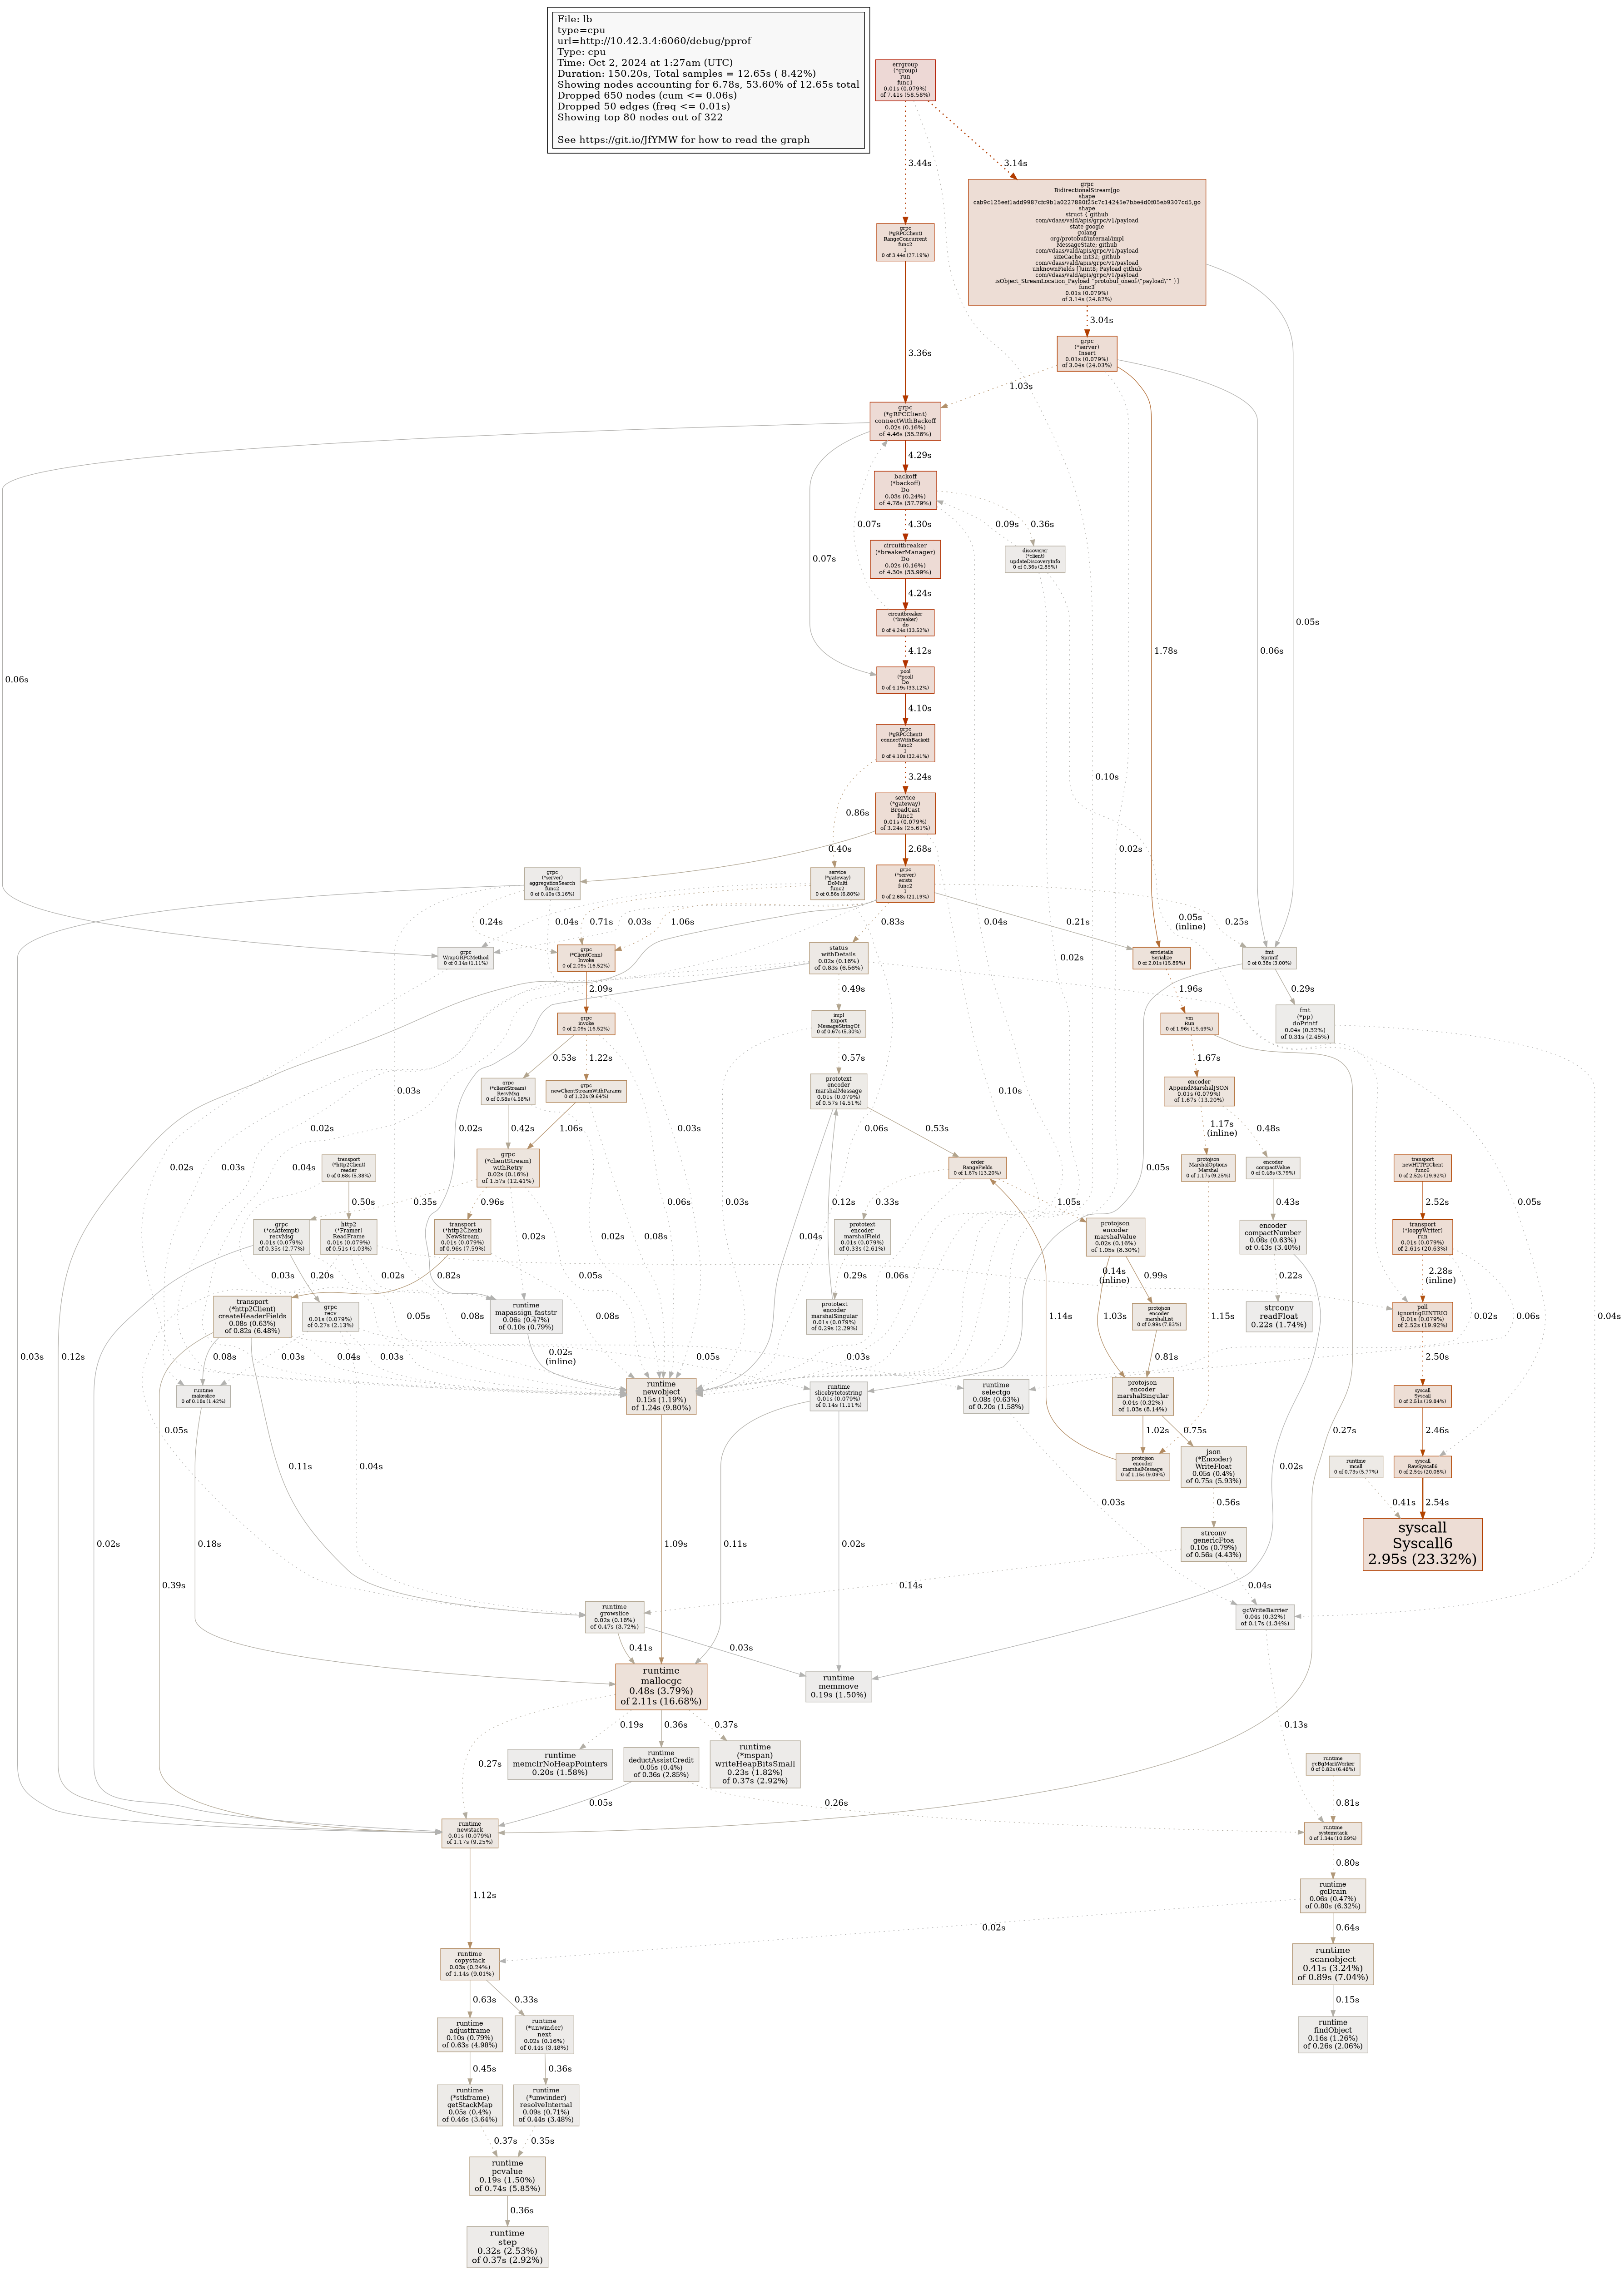 File: lb
type=cpu
url=http://10.42.3.4:6060/debug/pprof
Type: cpu
Time: Oct 2, 2024 at 1:27am (UTC)
Duration: 150.20s, Total samples = 12.65s ( 8.42%)
Showing nodes accounting for 6.78s, 53.60% of 12.65s total
Dropped 650 nodes (cum <= 0.06s)
Dropped 50 edges (freq <= 0.01s)
Showing top 80 nodes out of 322
See https://git.io/JfYMW for how to read the graph
errgroup
(*group)
run
func1
0.01s (0.079%)
of 7.41s (58.58%)
3.44s
3.14s
grpc
BidirectionalStream[go
shape
shape
struct { github
com/vdaas/vald/apis/grpc/v1/payload
state google
golang
org/protobuf/internal/impl
MessageState; github
com/vdaas/vald/apis/grpc/v1/payload
sizeCache int32; github
com/vdaas/vald/apis/grpc/v1/payload
unknownFields []uint8; Payload github
com/vdaas/vald/apis/grpc/v1/payload
isObject_StreamLocation_Payload "protobuf_oneof:\"payload\"" }]
func3
0.01s (0.079%)
of 3.14s (24.82%)
grpc
(*gRPCClient)
RangeConcurrent
func2
1
0 of 3.44s (27.19%)
3.04s
grpc
(*server)
Insert
0.01s (0.079%)
of 3.04s (24.03%)
3.36s
1.03s
grpc
(*gRPCClient)
connectWithBackoff
0.02s (0.16%)
of 4.46s (35.26%)
4.29s
backoff
(*backoff)
Do
0.03s (0.24%)
of 4.78s (37.79%)
0.07s
4.30s
0.09s
0.36s
circuitbreaker
(*breakerManager)
Do
0.02s (0.16%)
of 4.30s (33.99%)
discoverer
(*client)
updateDiscoveryInfo
0 of 0.36s (2.85%)
0.07s
4.24s
circuitbreaker
(*breaker)
do
0 of 4.24s (33.52%)
0.05s
4.12s
1.78s
0.06s
0.06s
pool
(*pool)
Do
0 of 4.19s (33.12%)
4.10s
grpc
(*gRPCClient)
connectWithBackoff
func2
1
0 of 4.10s (32.41%)
3.24s
0.10s
0.86s
service
(*gateway)
BroadCast
func2
0.01s (0.079%)
of 3.24s (25.61%)
0.40s
2.68s
0.02s
grpc
(*server)
aggregationSearch
func2
0 of 0.40s (3.16%)
service
(*gateway)
DoMulti
func2
0 of 0.86s (6.80%)
grpc
(*server)
exists
func2
1
0 of 2.68s (21.19%)
0.24s
0.04s
0.71s
0.03s
1.06s
0.83s
0.04s
0.21s
0.05s
(inline)
0.25s
grpc
WrapGRPCMethod
0 of 0.14s (1.11%)
grpc
(*ClientConn)
Invoke
0 of 2.09s (16.52%)
status
withDetails
0.02s (0.16%)
of 0.83s (6.56%)
0.02s
errdetails
Serialize
0 of 2.01s (15.89%)
fmt
Sprintf
0 of 0.38s (3.00%)
2.09s
0.49s
1.96s
0.29s
grpc
invoke
0 of 2.09s (16.52%)
impl
Export
MessageStringOf
0 of 0.67s (5.30%)
vm
Run
0 of 1.96s (15.49%)
fmt
(*pp)
doPrintf
0.04s (0.32%)
of 0.31s (2.45%)
0.53s
1.22s
0.57s
1.67s
0.03s
grpc
(*clientStream)
RecvMsg
0 of 0.58s (4.58%)
grpc
newClientStreamWithParams
0 of 1.22s (9.64%)
0.02s
prototext
encoder
marshalMessage
0.01s (0.079%)
of 0.57s (4.51%)
0.10s
encoder
AppendMarshalJSON
0.01s (0.079%)
of 1.67s (13.20%)
0.02s
0.42s
1.06s
0.03s
0.06s
0.53s
1.17s
(inline)
0.48s
0.02s
0.03s
0.04s
transport
(*http2Client)
reader
0 of 0.68s (5.38%)
grpc
(*clientStream)
withRetry
0.02s (0.16%)
of 1.57s (12.41%)
0.05s
order
RangeFields
0 of 1.67s (13.20%)
protojson
MarshalOptions
Marshal
0 of 1.17s (9.25%)
encoder
compactValue
0 of 0.48s (3.79%)
transport
newHTTP2Client
func6
0 of 2.52s (19.92%)
0.50s
0.35s
0.96s
0.06s
0.03s
0.12s
0.33s
1.05s
0.43s
0.05s
2.52s
grpc
(*csAttempt)
recvMsg
0.01s (0.079%)
of 0.35s (2.77%)
http2
(*Framer)
ReadFrame
0.01s (0.079%)
of 0.51s (4.03%)
transport
(*http2Client)
NewStream
0.01s (0.079%)
of 0.96s (7.59%)
0.02s
0.02s
0.08s
0.04s
prototext
encoder
marshalField
0.01s (0.079%)
of 0.33s (2.61%)
protojson
encoder
marshalValue
0.02s (0.16%)
of 1.05s (8.30%)
encoder
compactNumber
0.08s (0.63%)
of 0.43s (3.40%)
transport
(*loopyWriter)
run
0.01s (0.079%)
of 2.61s (20.63%)
0.03s
0.20s
0.02s
0.82s
0.05s
0.29s
0.06s
0.14s
(inline)
0.99s
0.22s
2.28s
(inline)
transport
(*http2Client)
createHeaderFields
0.08s (0.63%)
of 0.82s (6.48%)
grpc
recv
0.01s (0.079%)
of 0.27s (2.13%)
0.05s
0.08s
runtime
mapassign_faststr
0.06s (0.47%)
of 0.10s (0.79%)
0.08s
prototext
encoder
marshalSingular
0.01s (0.079%)
of 0.29s (2.29%)
1.14s
1.03s
protojson
encoder
marshalList
0 of 0.99s (7.83%)
1.15s
strconv
readFloat
0.22s (1.74%)
poll
ignoringEINTRIO
0.01s (0.079%)
of 2.52s (19.92%)
0.02s
0.06s
0.04s
0.03s
0.12s
0.08s
0.03s
0.04s
0.03s
0.02s
(inline)
0.05s
0.03s
0.81s
2.50s
runtime
makeslice
0 of 0.18s (1.42%)
runtime
newobject
0.15s (1.19%)
of 1.24s (9.80%)
runtime
slicebytetostring
0.01s (0.079%)
of 0.14s (1.11%)
runtime
selectgo
0.08s (0.63%)
of 0.20s (1.58%)
protojson
encoder
marshalSingular
0.04s (0.32%)
of 1.03s (8.14%)
syscall
Syscall
0 of 2.51s (19.84%)
0.05s
1.02s
0.75s
0.27s
2.46s
protojson
encoder
marshalMessage
0 of 1.15s (9.09%)
json
(*Encoder)
WriteFloat
0.05s (0.4%)
of 0.75s (5.93%)
runtime
mcall
0 of 0.73s (5.77%)
syscall
RawSyscall6
0 of 2.54s (20.08%)
0.11s
0.04s
0.03s
0.56s
0.02s
0.41s
2.54s
0.02s
0.18s
1.09s
0.11s
0.02s
strconv
genericFtoa
0.10s (0.79%)
of 0.56s (4.43%)
syscall
Syscall6
2.95s (23.32%)
0.39s
0.14s
0.04s
runtime
growslice
0.02s (0.16%)
of 0.47s (3.72%)
gcWriteBarrier
0.04s (0.32%)
of 0.17s (1.34%)
0.41s
0.03s
runtime
mallocgc
0.48s (3.79%)
of 2.11s (16.68%)
runtime
memmove
0.19s (1.50%)
0.27s
0.19s
0.36s
0.37s
0.13s
runtime
memclrNoHeapPointers
0.20s (1.58%)
runtime
deductAssistCredit
0.05s (0.4%)
of 0.36s (2.85%)
runtime
(*mspan)
writeHeapBitsSmall
0.23s (1.82%)
of 0.37s (2.92%)
runtime
gcBgMarkWorker
0 of 0.82s (6.48%)
0.05s
0.26s
0.81s
runtime
newstack
0.01s (0.079%)
of 1.17s (9.25%)
runtime
systemstack
0 of 1.34s (10.59%)
0.80s
1.12s
runtime
gcDrain
0.06s (0.47%)
of 0.80s (6.32%)
0.02s
0.64s
runtime
copystack
0.03s (0.24%)
of 1.14s (9.01%)
runtime
scanobject
0.41s (3.24%)
of 0.89s (7.04%)
0.63s
0.33s
0.15s
runtime
adjustframe
0.10s (0.79%)
of 0.63s (4.98%)
runtime
(*unwinder)
next
0.02s (0.16%)
of 0.44s (3.48%)
runtime
findObject
0.16s (1.26%)
of 0.26s (2.06%)
0.45s
0.36s
runtime
(*stkframe)
getStackMap
0.05s (0.4%)
of 0.46s (3.64%)
runtime
(*unwinder)
resolveInternal
0.09s (0.71%)
of 0.44s (3.48%)
0.37s
0.35s
runtime
pcvalue
0.19s (1.50%)
of 0.74s (5.85%)
0.36s
runtime
step
0.32s (2.53%)
of 0.37s (2.92%)